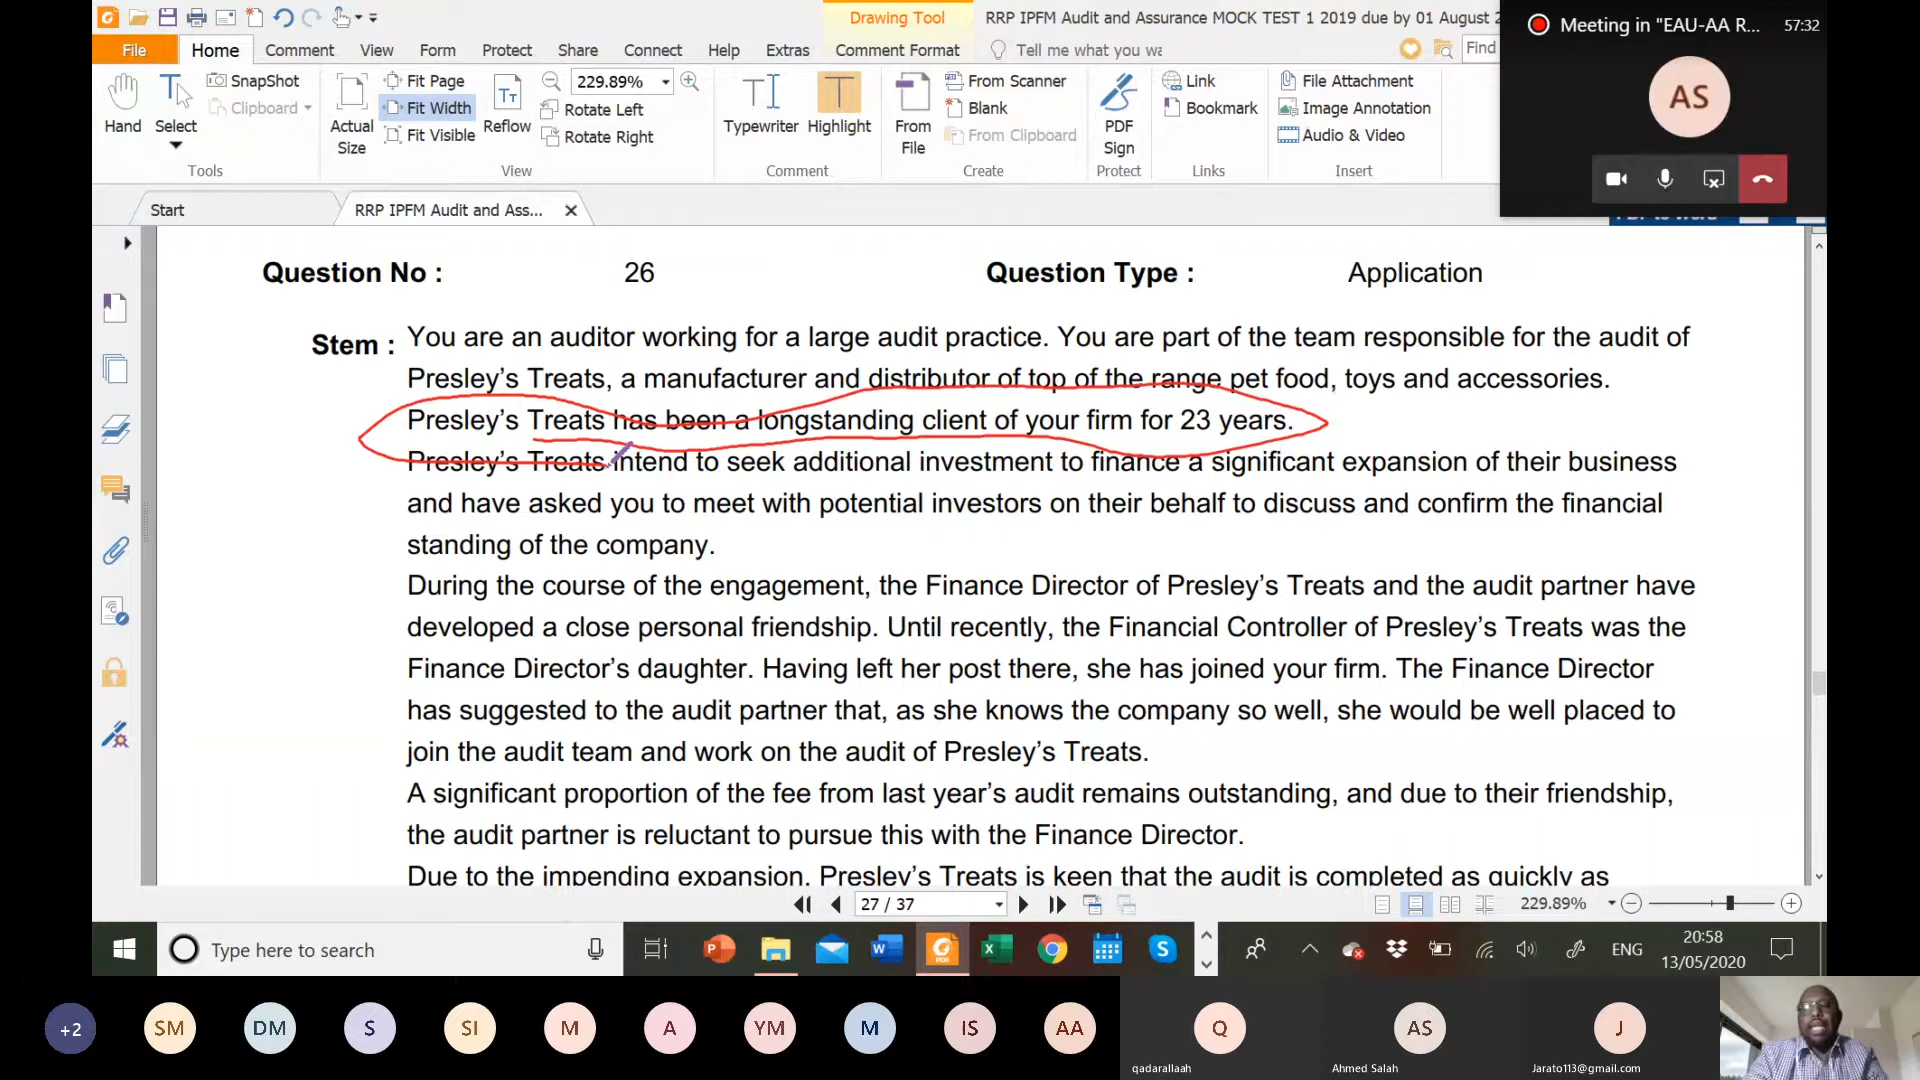 Drawing Tool
RRP IPFM Audit and Assurance MOCK TEST 1 2019 due by 01 August 2
Meeting in "EAU-AA R...
57:32
File
Home
Comment
View
Form
Protect
Share
Connect
Help
Extras
Comment Format
Tell me what you wa
Find
AS
Hand
Select
SnapShot
Clipboard
Tools
Actual
Size
Fit Page
Fit Width
Fit Visible
Reflow
229.89%
Rotate Left
Rotate Right
View
Typewriter
Highlight
Comment
From
File
From Scanner
Blank
From Clipboard
Create
PDF
Sign
Protect
Link
Bookmark
Links
File Attachment
Image Annotation
Audio & Video
Insert
Start
RRP IPFM Audit and Ass...
Question No : 26 Question Type : Application
Stem : You are an auditor working for a large audit practice. You are part of the team responsible for the audit of
Presley’s Treats, a manufacturer and distributor of top of the range pet food, toys and accessories.
Presley’s Treats has been a longstanding client of your firm for 23 years.
Presley’s Treats intend to seek additional investment to finance a significant expansion of their business
and have asked you to meet with potential investors on their behalf to discuss and confirm the financial
standing of the company.
During the course of the engagement, the Finance Director of Presley’s Treats and the audit partner have
developed a close personal friendship. Until recently, the Financial Controller of Presley’s Treats was the
Finance Director’s daughter. Having left her post there, she has joined your firm. The Finance Director
has suggested to the audit partner that, as she knows the company so well, she would be well placed to
join the audit team and work on the audit of Presley’s Treats.
A significant proportion of the fee from last year’s audit remains outstanding, and due to their friendship,
the audit partner is reluctant to pursue this with the Finance Director.
Due to the impending expansion, Presley’s Treats is keen that the audit is completed as quickly as
27 / 37
229.89%
Type here to search
ENG
20:58
13/05/2020
+2
SM
DM
S
SI
M
A
YM
M
IS
AA
Q
AS
J
qadarallaah
Ahmed Salah
Jarato113@gmail.com